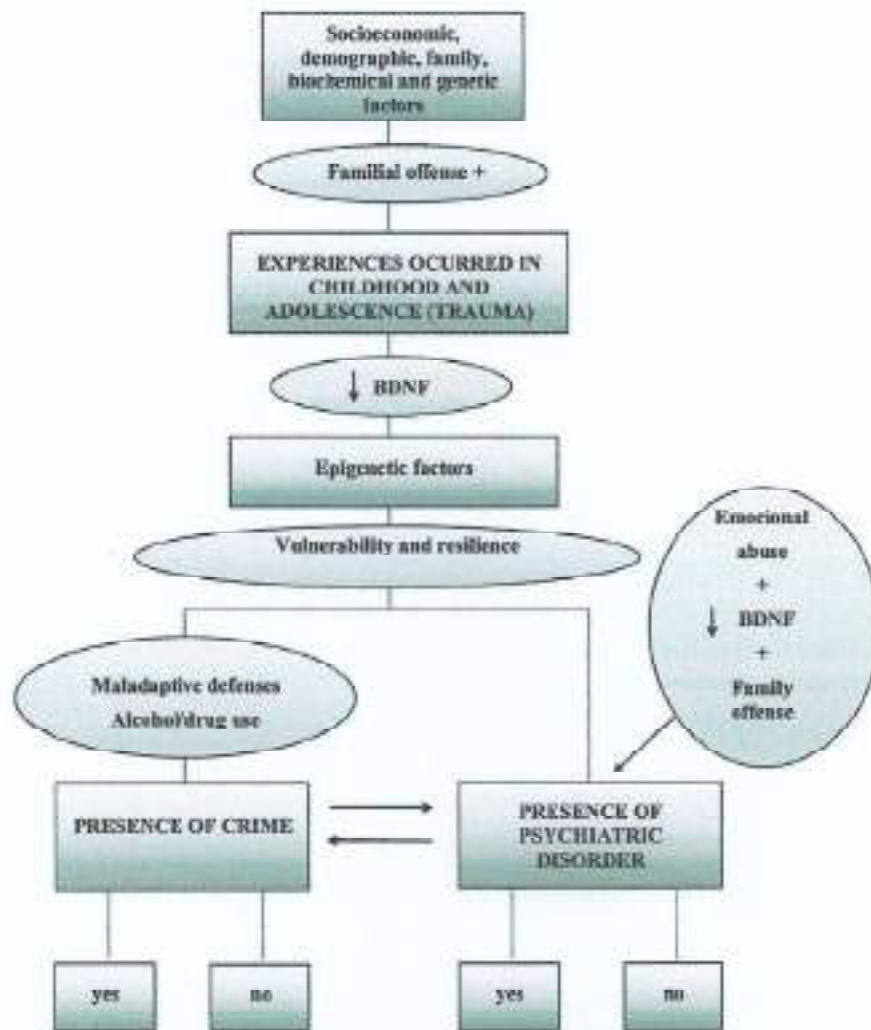 Socioeconomic,
demographic, family,
biochemical and genetic
factors
Familial offense +
EXPERIENCES OCURRED IN
CHILDHOOD AND
ADOLESCENCE (TRAUMA)
↓ BDNF
Epigenetic factors
Vulnerability and resilience
Emocional
abuse
+
↓ BDNF
+
Family
offense
Maladaptive defenses
Alcohol/drug use
PRESENCE OF CRIME
PRESENCE OF
PSYCHIATRIC
DISORDER
yes
no
yes
no